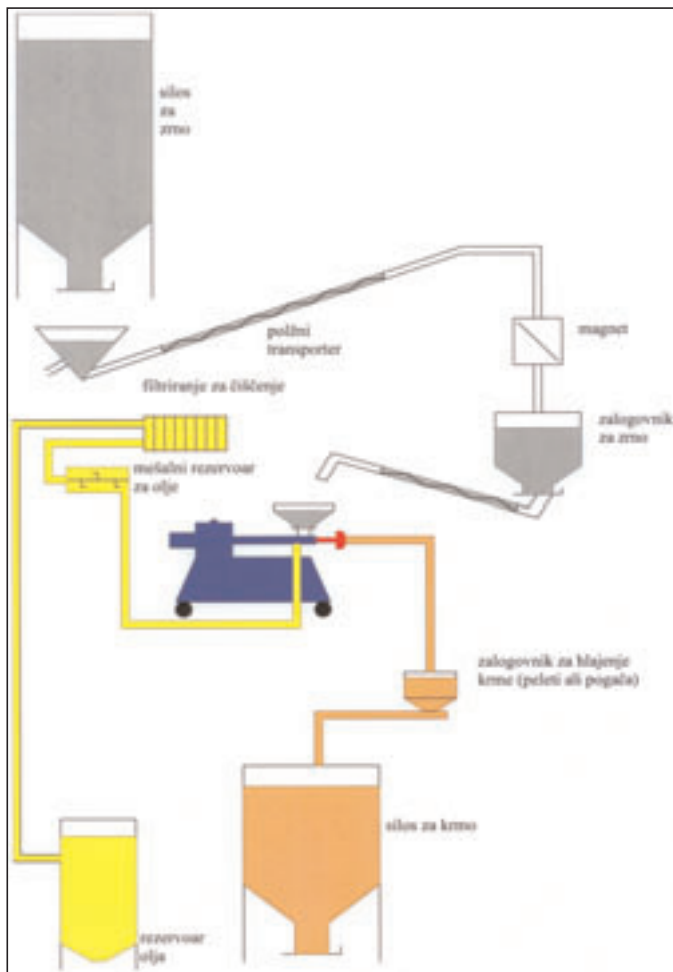 silos
za
zrno
polžni
transporter
magnet
filtriranje za čiščenje
zalogovnik
za zrno
mešalni rezervoar
za olje
zalogovnik za hlajenje
krme (peleti ali pogača)
silos za krmo
rezervoar
olja